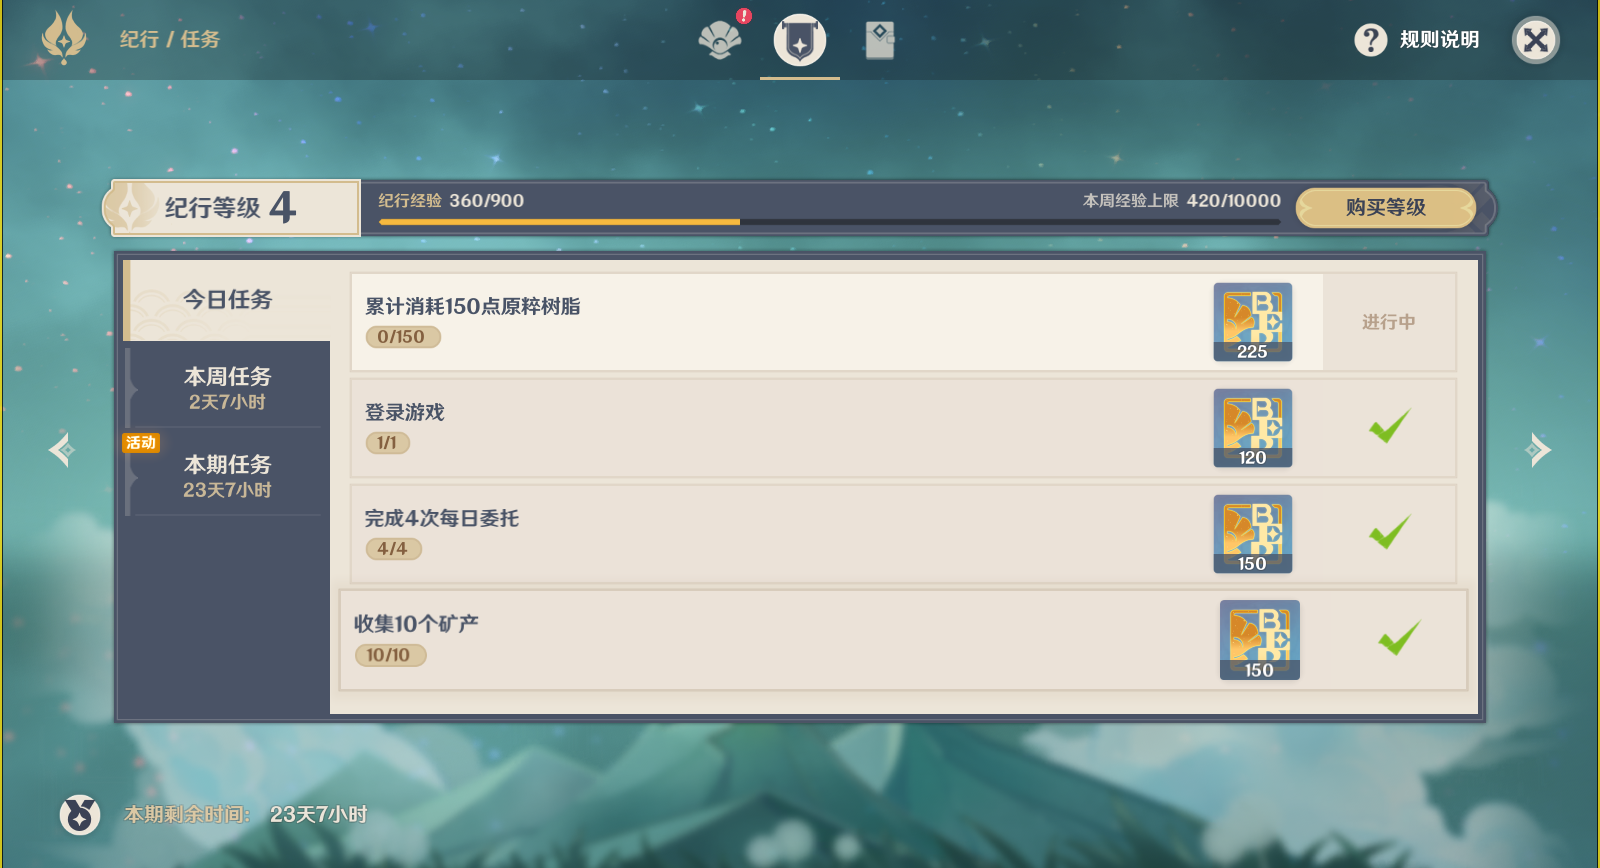 纪行 / 任务
规则说明
纪行等级 4
纪行经验 360/900
本周经验上限 420/10000
购买等级
今日任务
本周任务
2天7小时
活动
本期任务
23天7小时
累计消耗150点原粹树脂
0/150
225
进行中
登录游戏
1/1
120
完成4次每日委托
4/4
150
收集10个矿产
10/10
150
本期剩余时间: 23天7小时